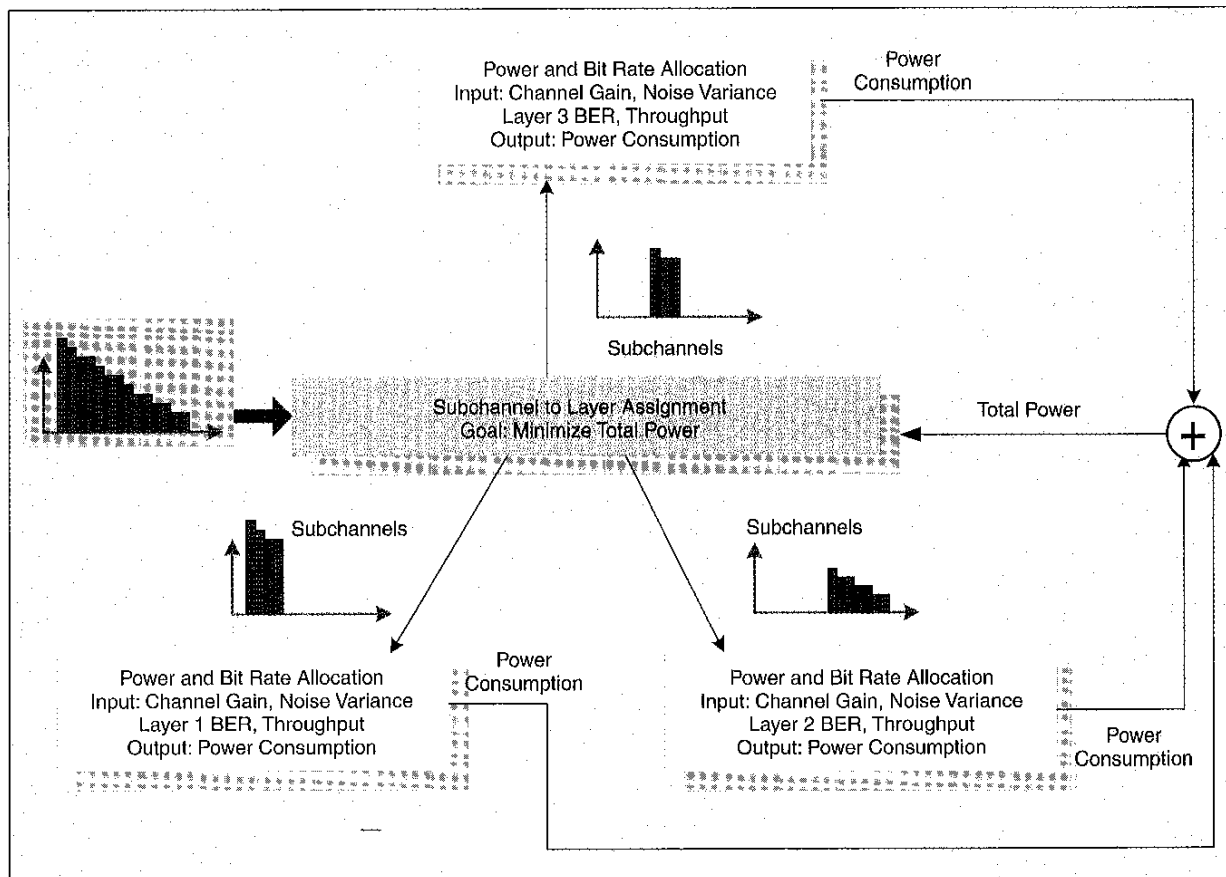 Power and Bit Rate Allocation
Input: Channel Gain, Noise Variance
Layer 3 BER, Throughput
Output: Power Consumption
Power
Consumption
Subchannels
Subchannel to Layer Assignment
Goal: Minimize Total Power
Total Power
+
Subchannels
Subchannels
Power and Bit Rate Allocation
Input: Channel Gain, Noise Variance
Layer 1 BER, Throughput
Output: Power Consumption
Power
Consumption
Power and Bit Rate Allocation
Input: Channel Gain, Noise Variance
Layer 2 BER, Throughput
Output: Power Consumption
Power
Consumption